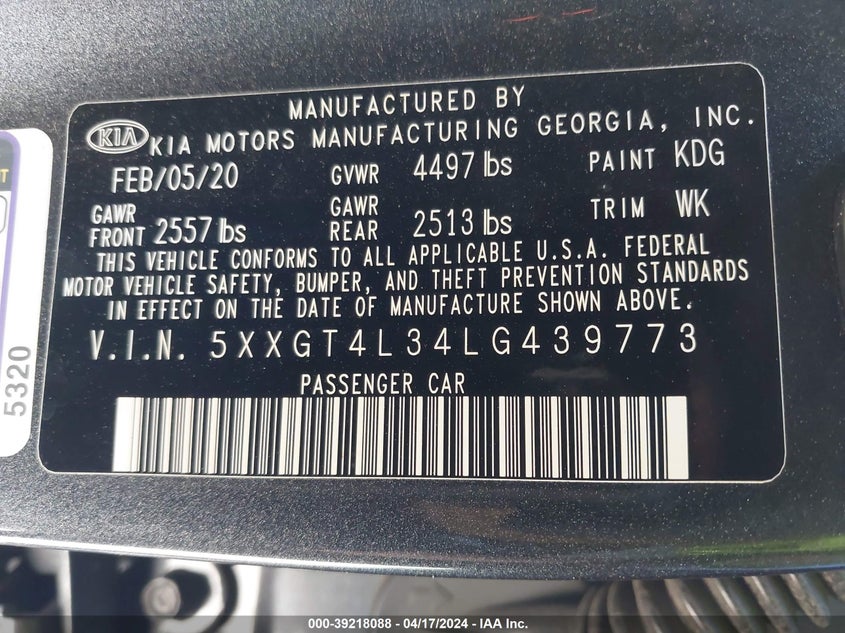 MANUFACTURED BY
KIA KIA MOTORS MANUFACTURING GEORGIA, INC.
FEB/05/20 GVWR 4497 lbs PAINT KDG
GAWR FRONT 2557 lbs GAWR REAR 2513 lbs TRIM WK
THIS VEHICLE CONFORMS TO ALL APPLICABLE U.S.A. FEDERAL
MOTOR VEHICLE SAFETY, BUMPER, AND THEFT PREVENTION STANDARDS
IN EFFECT ON THE DATE OF MANUFACTURE SHOWN ABOVE.
V.I.N. 5XXGT4L34LG439773
PASSENGER CAR
5320
000-39218088 - 04/17/2024 - IAA Inc.